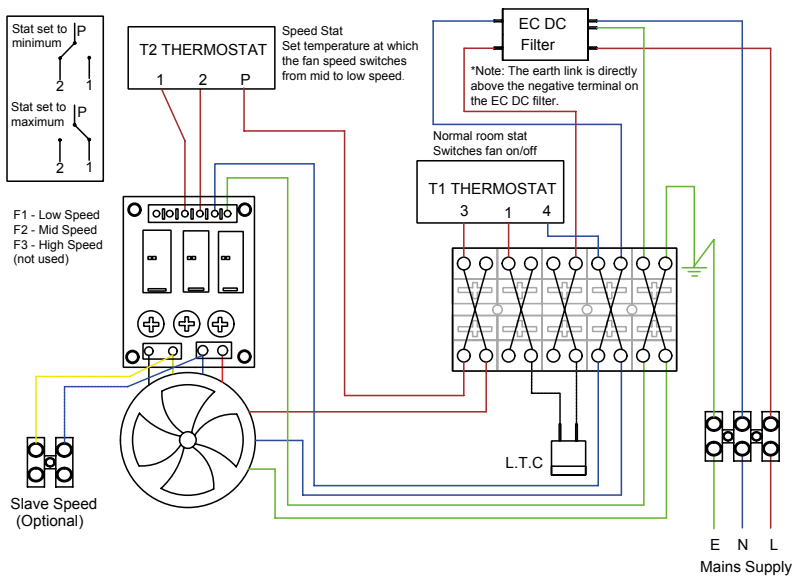 Stat set to
minimum
P
2
1
Stat set to
maximum
P
2
1
F1 - Low Speed
F2 - Mid Speed
F3 - High Speed
(not used)
T2 THERMOSTAT
1 2 P
Speed Stat
Set temperature at which
the fan speed switches
from mid to low speed.
EC DC
Filter
*Note: The earth link is directly
above the negative terminal on
the EC DC filter.
Normal room stat
Switches fan on/off
T1 THERMOSTAT
3 1 4
L.T.C
Slave Speed
(Optional)
E N L
Mains Supply